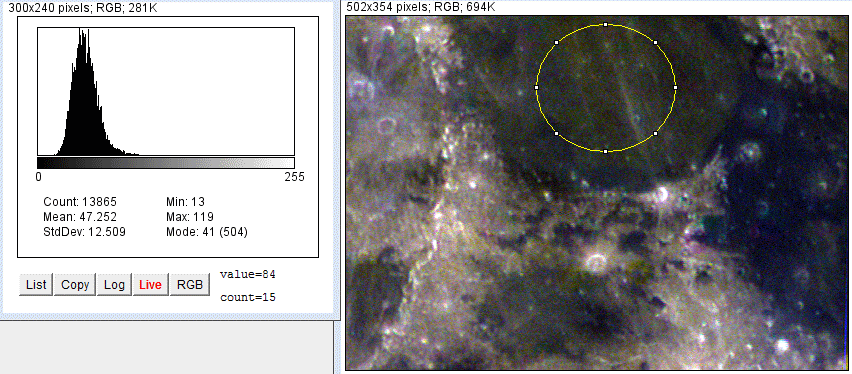 300x240 pixels; RGB; 281K
0 255
Count: 13865 Min: 13
Mean: 47.252 Max: 119
StdDev: 12.509 Mode: 41 (504)
List Copy Log Live RGB
value=84
count=15
502x354 pixels; RGB; 694K